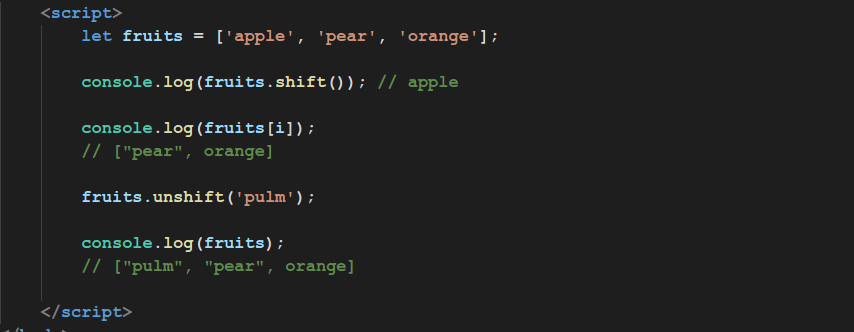 <script>
let fruits = ['apple', 'pear', 'orange'];
console.log(fruits.shift()); // apple
console.log(fruits[i]);
// ["pear", orange]
fruits.unshift('pulm');
console.log(fruits);
// ["pulm", "pear", orange]
</script>